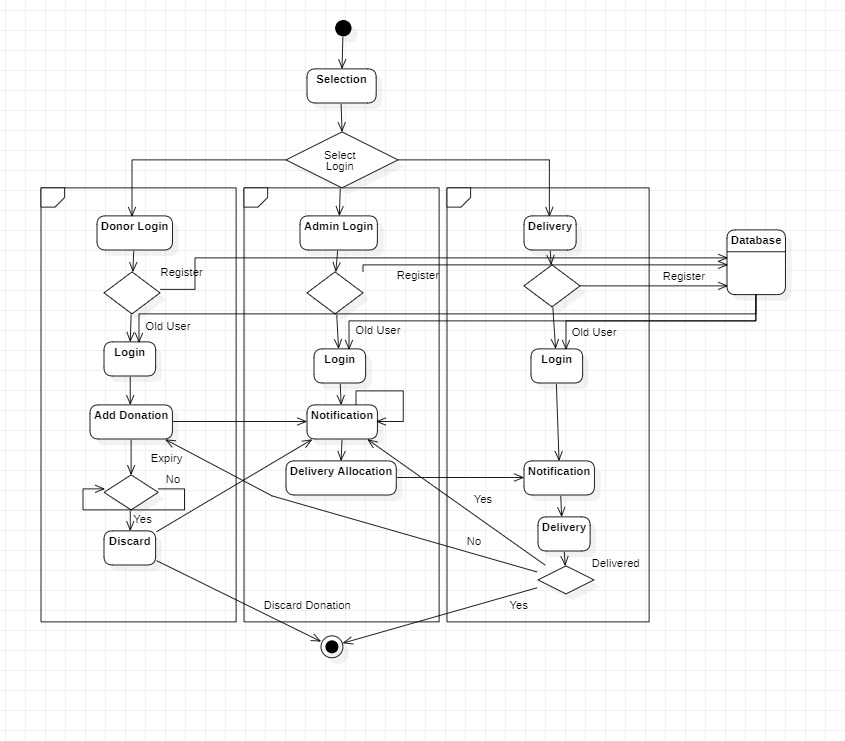 Selection
Select
Login
Donor Login
Admin Login
Delivery
Database
Register
Register
Register
Old User
Old User
Old User
Login
Login
Login
Add Donation
Notification
Expiry
Delivery Allocation
Notification
No
Yes
Yes
Discard
Delivery
No
Delivered
Discard Donation
Yes